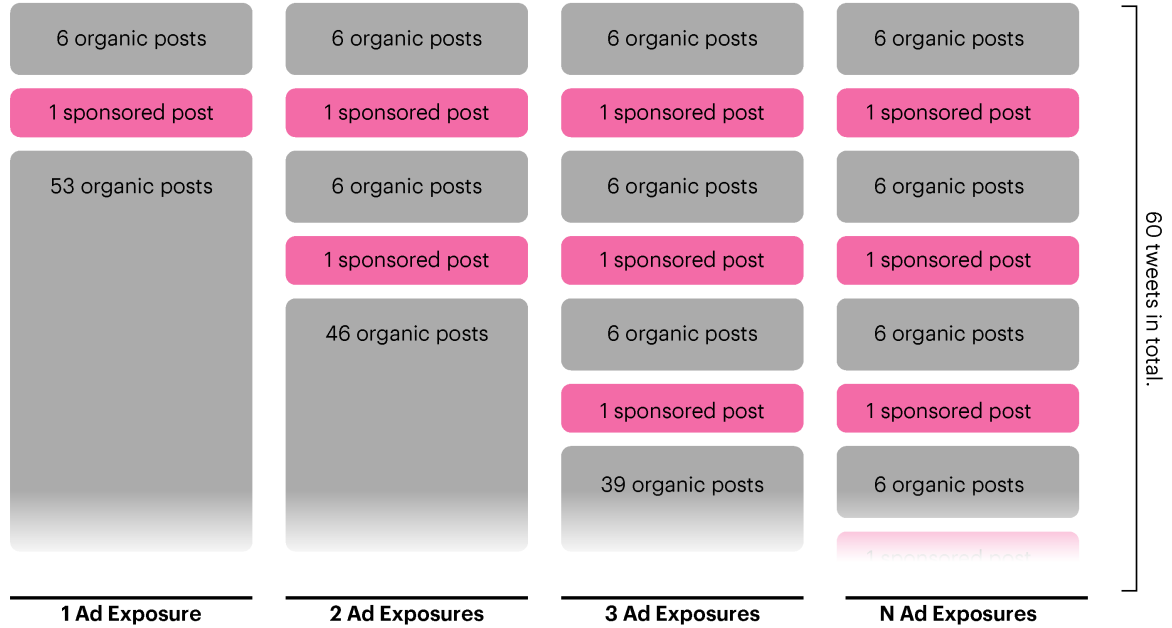 6 organic posts
1 sponsored post
53 organic posts
1 Ad Exposure
6 organic posts
1 sponsored post
6 organic posts
1 sponsored post
46 organic posts
2 Ad Exposures
6 organic posts
1 sponsored post
6 organic posts
1 sponsored post
6 organic posts
1 sponsored post
39 organic posts
3 Ad Exposures
6 organic posts
1 sponsored post
6 organic posts
1 sponsored post
6 organic posts
1 sponsored post
6 organic posts
1 sponsored post
N Ad Exposures
60 tweets in total.